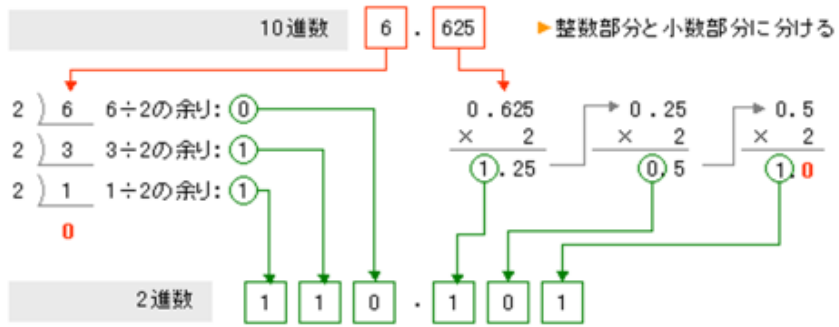 10進数 6 . 625 ▶整数部分と小数部分に分ける
2 ) 6 6÷2の余り: 0
2 ) 3 3÷2の余り: 1
2 ) 1 1÷2の余り: 1
0
0.625
× 2
1.25
0.25
× 2
0.5
0.5
× 2
1.0
2進数 1 1 0 . 1 0 1